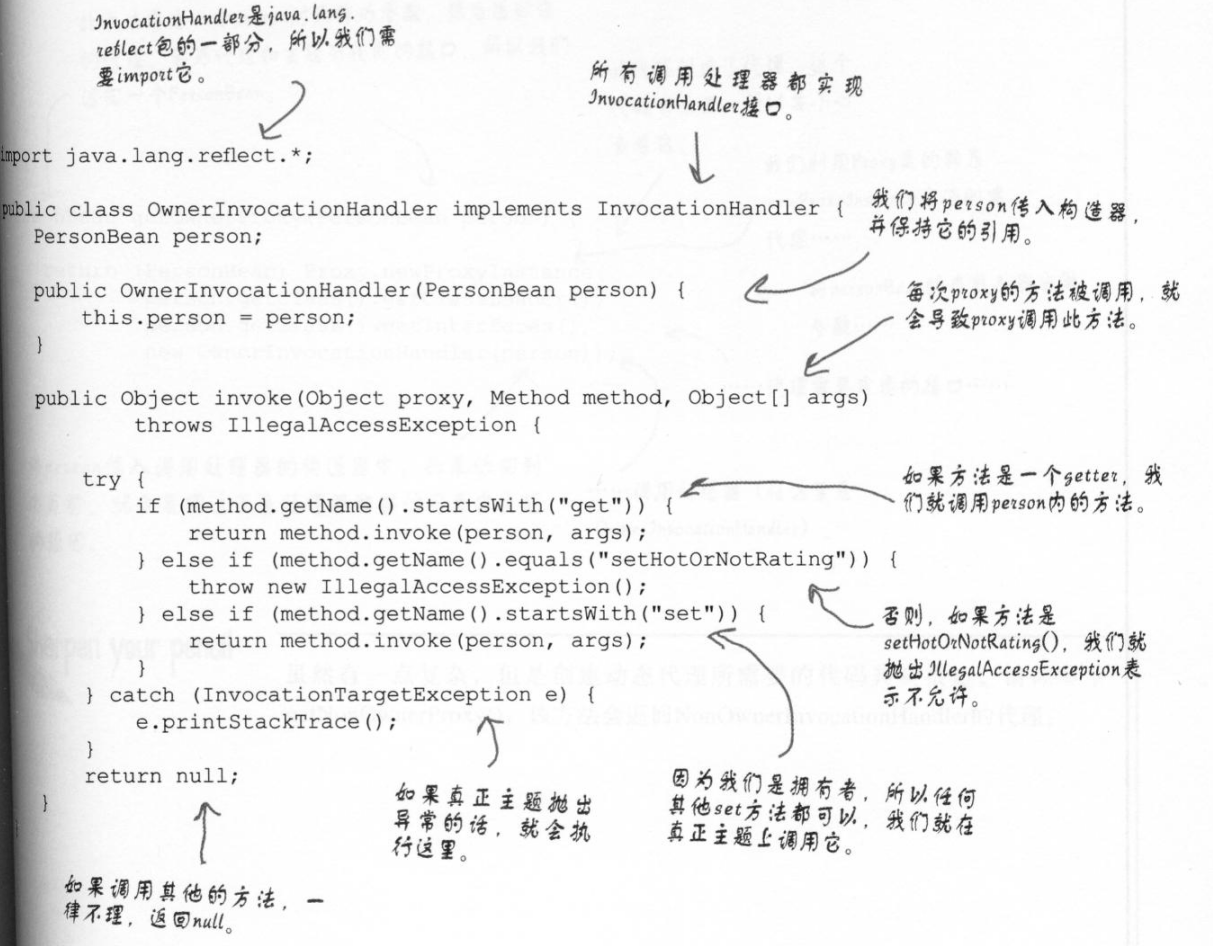 InvocationHandler是java.lang.
reflect包的一部分，所以我们需
要import它。
所有调用处理器都实现
InvocationHandler接口。
import java.lang.reflect.*;
public class OwnerInvocationHandler implements InvocationHandler {
PersonBean person;
我们将person传入构造器，
并保持它的引用。
public OwnerInvocationHandler(PersonBean person) {
this.person = person;
}
每次proxy的方法被调用，就
会导致proxy调用此方法。
public Object invoke(Object proxy, Method method, Object[] args)
throws IllegalAccessException {
try {
if (method.getName().startsWith("get")) {
return method.invoke(person, args);
} else if (method.getName().equals("setHotOrNotRating")) {
throw new IllegalAccessException();
} else if (method.getName().startsWith("set")) {
return method.invoke(person, args);
}
} catch (InvocationTargetException e) {
e.printStackTrace();
}
return null;
}
如果方法是一个getter，我
们就调用person内的方法。
否则，如果方法是
setHotOrNotRating()，我们就
抛出IllegalAccessException表
示不允许。
因为我们是拥有者，所以任何
其他set方法都可以，我们就在
真正主题上调用它。
如果真正主题抛出
异常的话，就会执
行这里。
如果调用其他的方法，一
律不理，返回null。